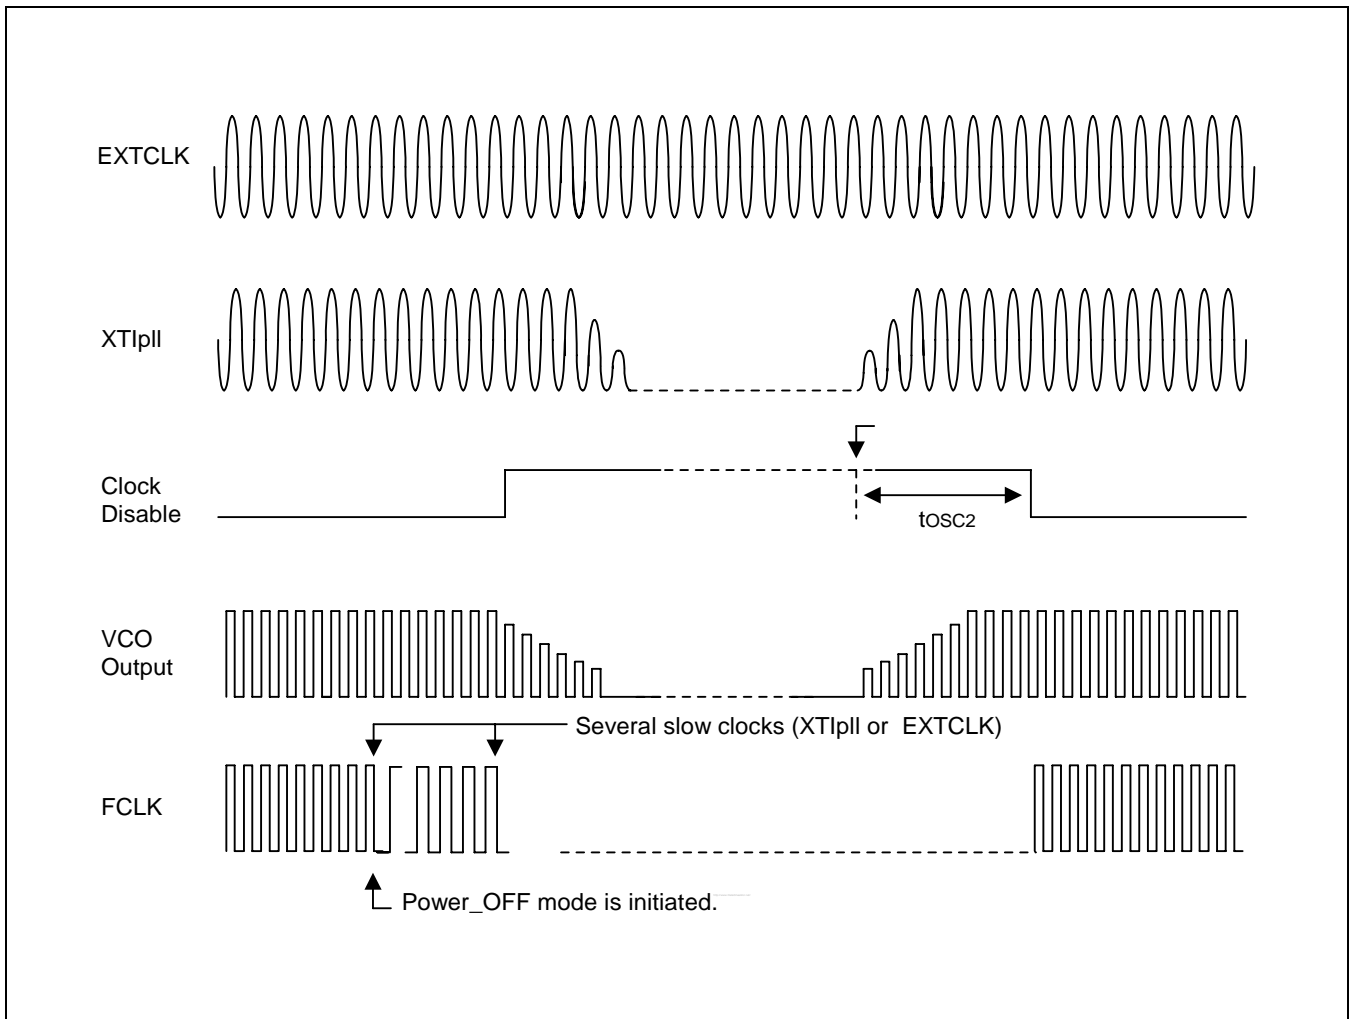 EXTCLK
XTIpll
Clock
Disable
tOSC2
VCO
Output
Several slow clocks (XTIpll or EXTCLK)
FCLK
Power_OFF mode is initiated.